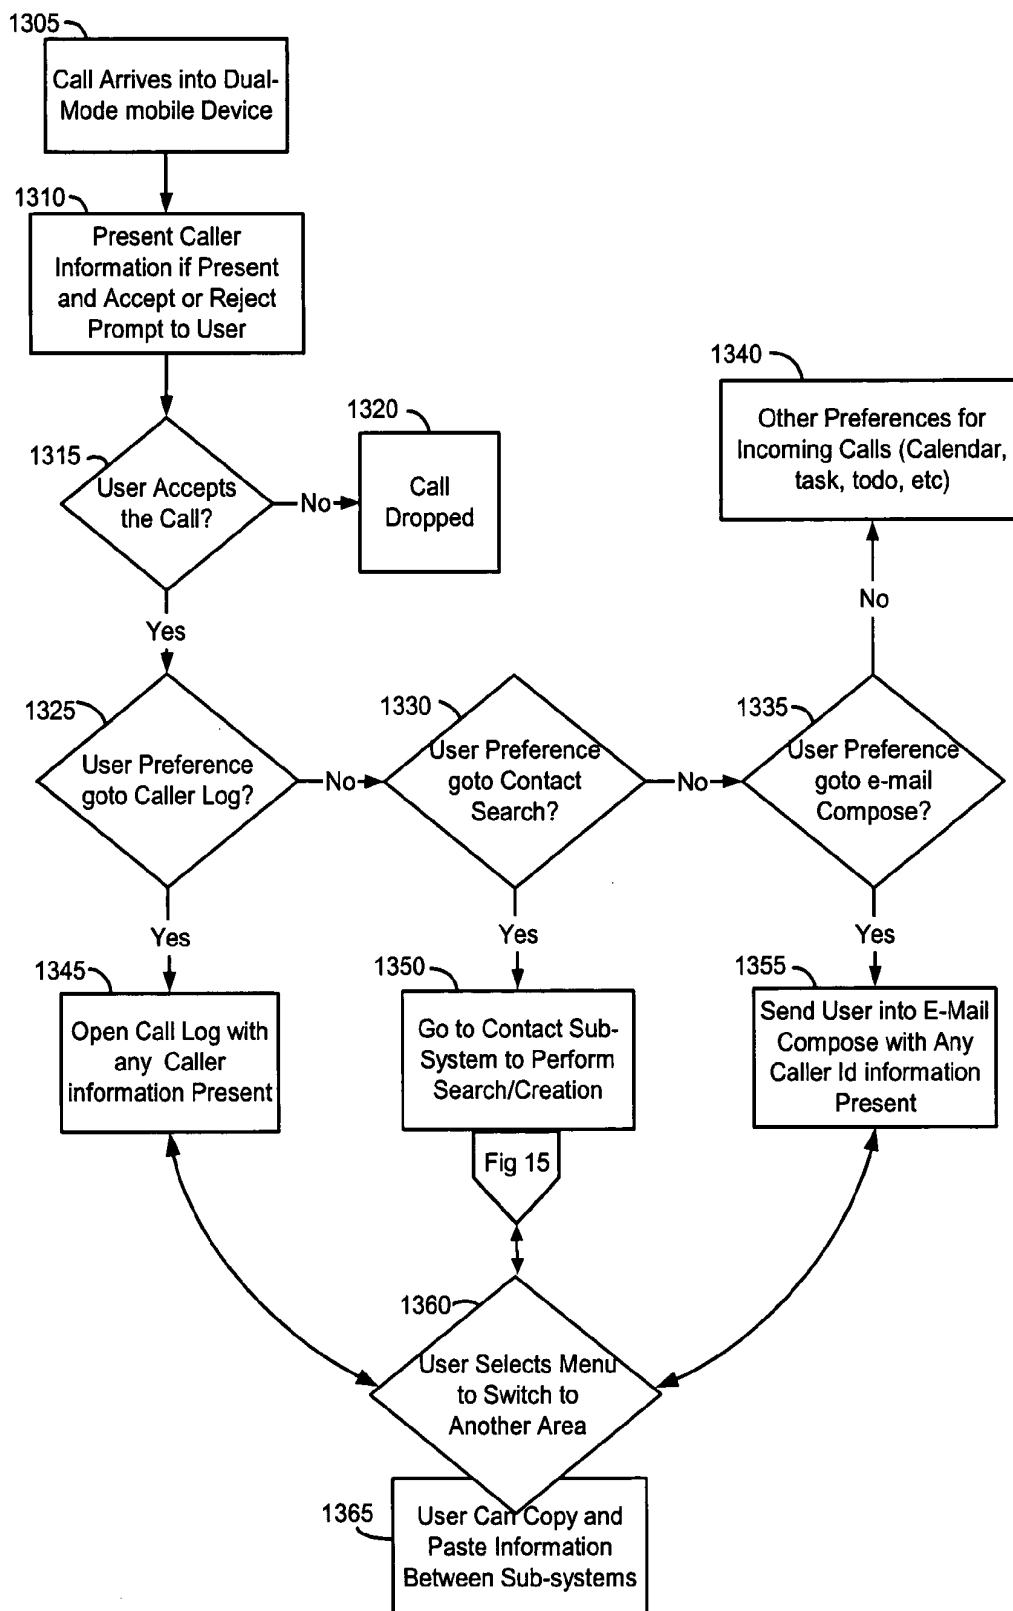 1305
Call Arrives into Dual-
Mode mobile Device
1310
Present Caller
Information if Present
and Accept or Reject
Prompt to User
1315
User Accepts
the Call?
No
1320
Call
Dropped
1340
Other Preferences for
Incoming Calls (Calendar,
task, todo, etc)
No
Yes
1325
User Preference
goto Caller Log?
No
1330
User Preference
goto Contact
Search?
No
1335
User Preference
goto e-mail
Compose?
Yes
Yes
Yes
1345
Open Call Log with
any Caller
information Present
1350
Go to Contact Sub-
System to Perform
Search/Creation
Fig 15
1355
Send User into E-Mail
Compose with Any
Caller Id information
Present
1360
User Selects Menu
to Switch to
Another Area
1365
User Can Copy and
Paste Information
Between Sub-systems